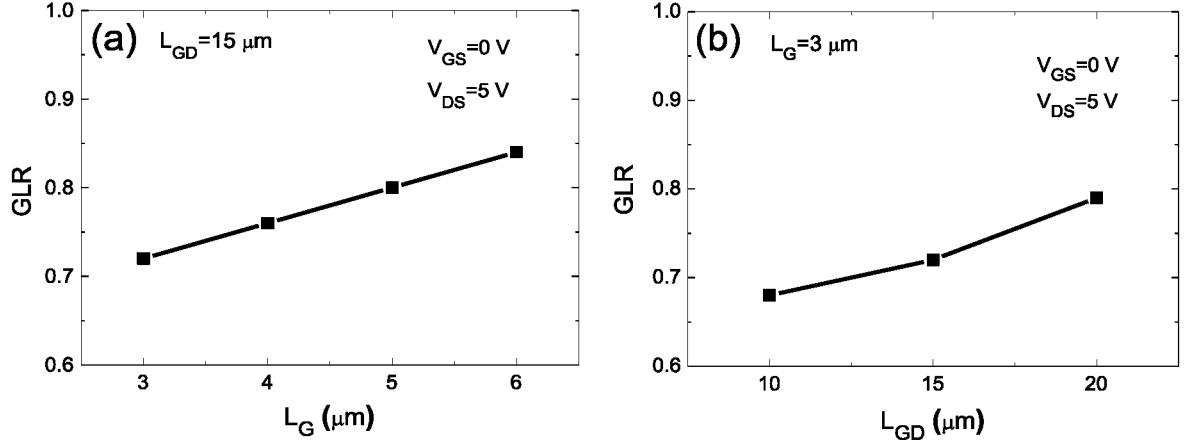 (a)
L_GD=15 μm
V_GS=0 V
V_DS=5 V
1.0
0.9
0.8
0.7
0.6
GLR
3 4 5 6
L_G (μm)
(b)
L_G=3 μm
V_GS=0 V
V_DS=5 V
1.0
0.9
0.8
0.7
0.6
GLR
10 15 20
L_GD (μm)